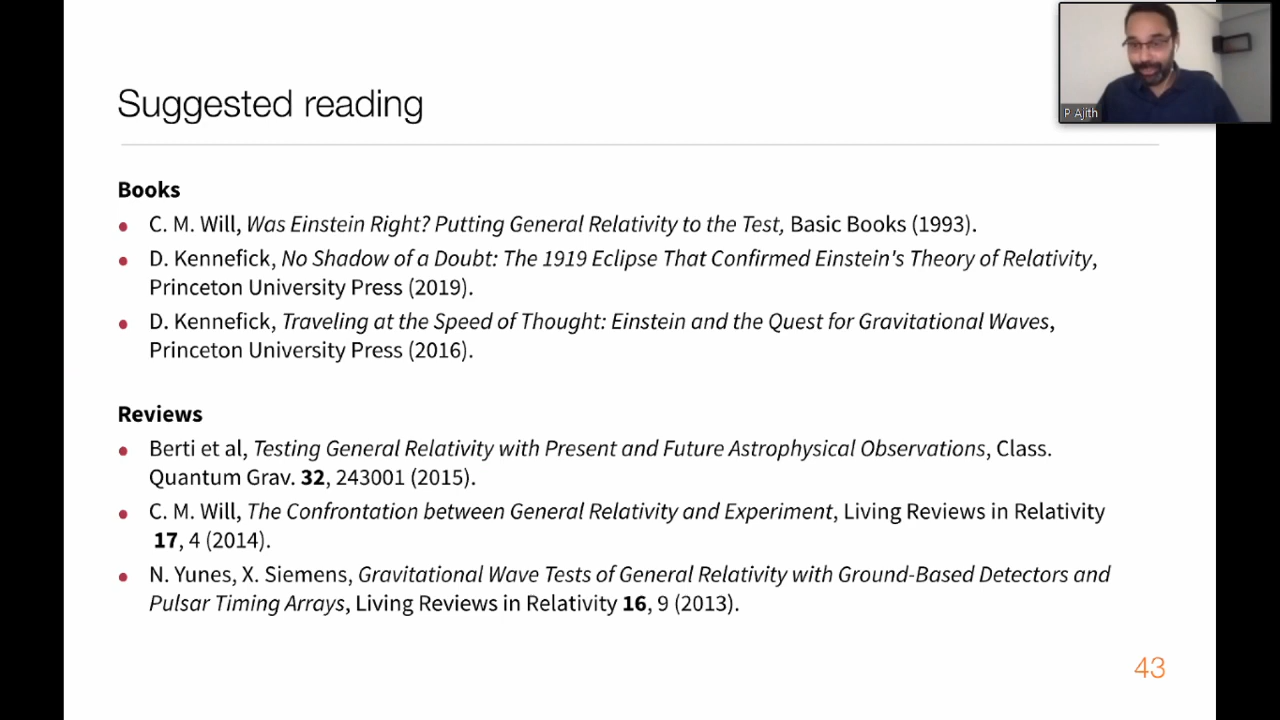 Suggested reading
P Ajith
Books
• C. M. Will, Was Einstein Right? Putting General Relativity to the Test, Basic Books (1993).
• D. Kennefick, No Shadow of a Doubt: The 1919 Eclipse That Confirmed Einstein's Theory of Relativity,
Princeton University Press (2019).
• D. Kennefick, Traveling at the Speed of Thought: Einstein and the Quest for Gravitational Waves,
Princeton University Press (2016).
Reviews
• Berti et al, Testing General Relativity with Present and Future Astrophysical Observations, Class.
Quantum Grav. 32, 243001 (2015).
• C. M. Will, The Confrontation between General Relativity and Experiment, Living Reviews in Relativity
17, 4 (2014).
• N. Yunes, X. Siemens, Gravitational Wave Tests of General Relativity with Ground-Based Detectors and
Pulsar Timing Arrays, Living Reviews in Relativity 16, 9 (2013).
43